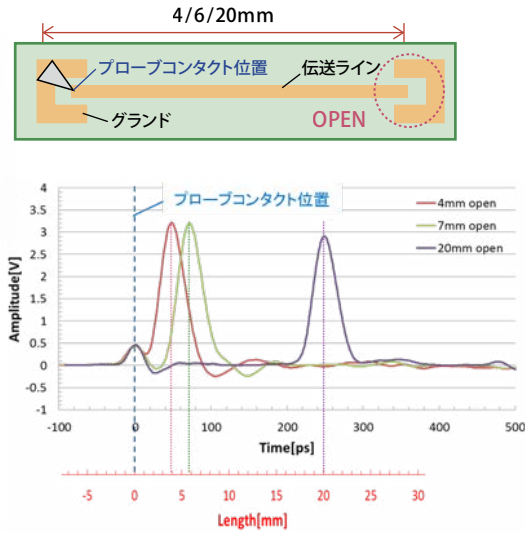 4/6/20mm
プローブコンタクト位置
伝送ライン
グランド
OPEN
プローブコンタクト位置
4mm open
7mm open
20mm open
Amplitude[V]
4
3.5
3
2.5
2
1.5
1
0.5
0
-0.5
-1
-100 0 100 200 300 400 500
Time[ps]
-5 0 5 10 15 20 25 30
Length[mm]